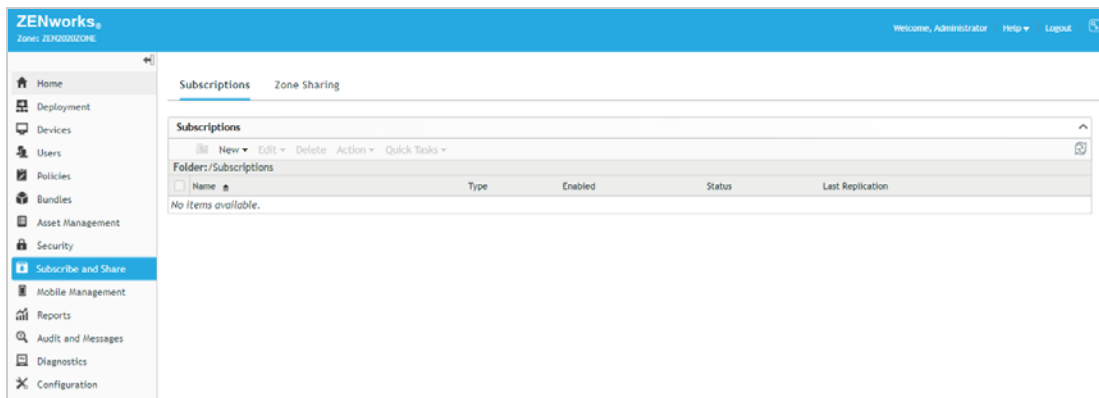 ZENworks®
Zone: ZEN2020ZONE
Welcome, Administrator Help Logout
Home
Deployment
Devices
Users
Policies
Bundles
Asset Management
Security
Subscribe and Share
Mobile Management
Reports
Audit and Messages
Diagnostics
Configuration
Subscriptions Zone Sharing
Subscriptions
New Edit Delete Action Quick Tasks
Folder:/Subscriptions
Name Type Enabled Status Last Replication
No items available.